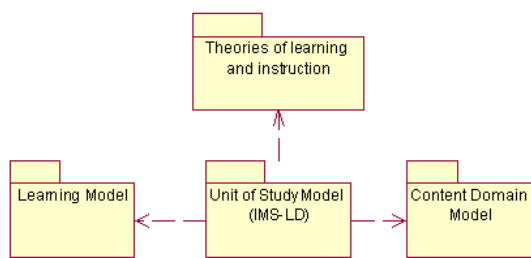 Theories of learning
and instruction
Learning Model
Unit of Study Model
(IMS-LD)
Content Domain
Model